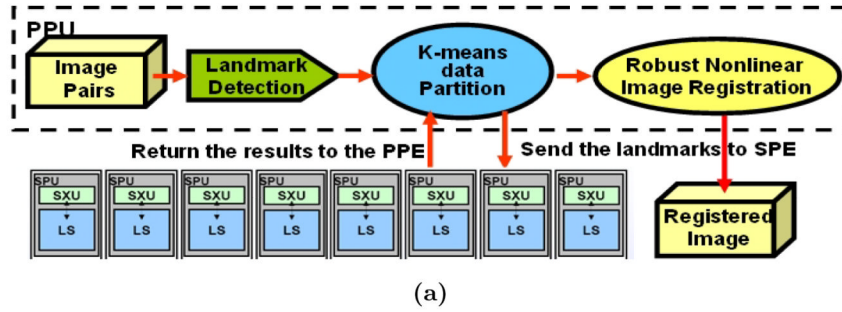 PPU
Image
Pairs
Landmark
Detection
K-means
data
Partition
Robust Nonlinear
Image Registration
Return the results to the PPE
Send the landmarks to SPE
SPU SPU SPU SPU SPU SPU SPU SPU
SXU SXU SXU SXU SXU SXU SXU SXU
LS LS LS LS LS LS LS LS
Registered
Image
(a)